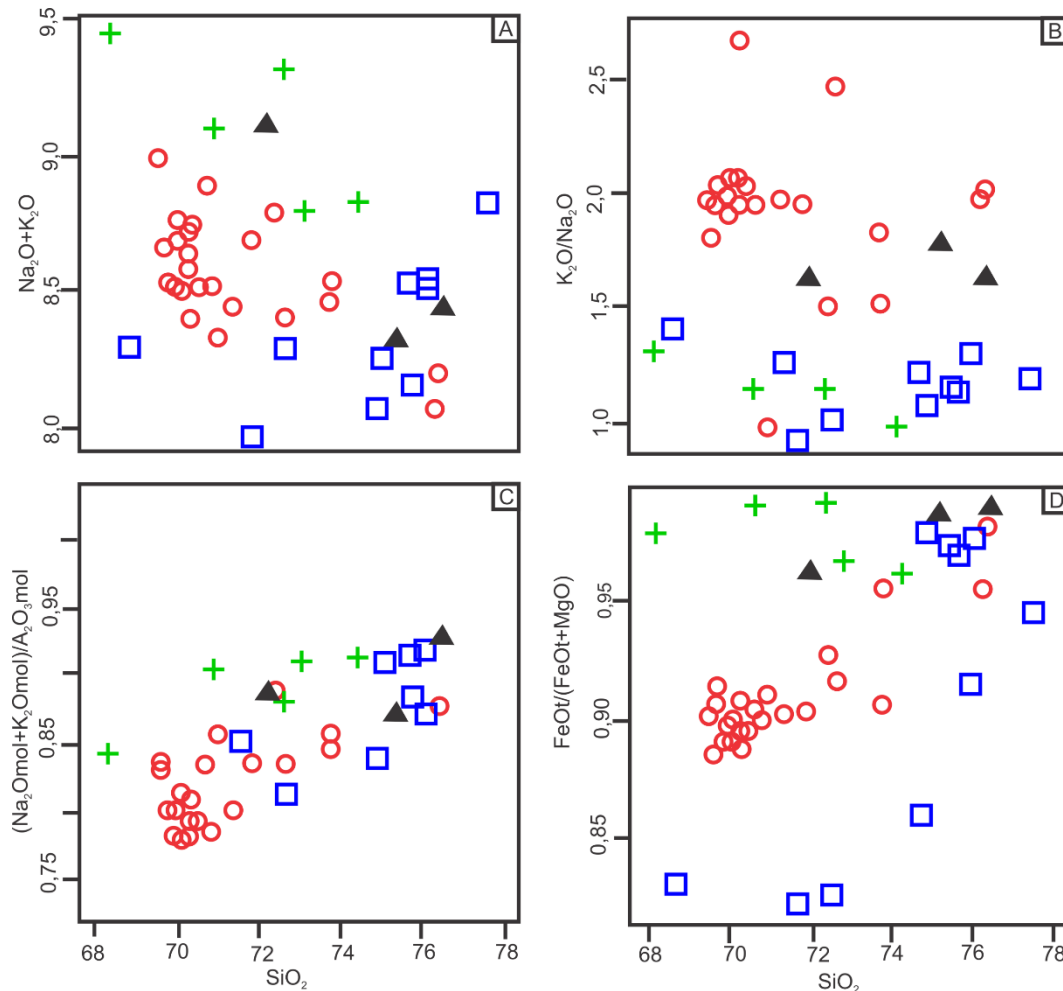 A
9,5
9,0
8,5
8,0
Na₂O+K₂O
B
2,5
2,0
1,5
1,0
K₂O/Na₂O
C
0,95
0,85
0,75
(Na₂Omol+K₂Omol)/A₂O₃mol
68 70 72 74 76 78
SiO₂
D
0,95
0,90
0,85
FeOt/(FeOt+MgO)
68 70 72 74 76 78
SiO₂